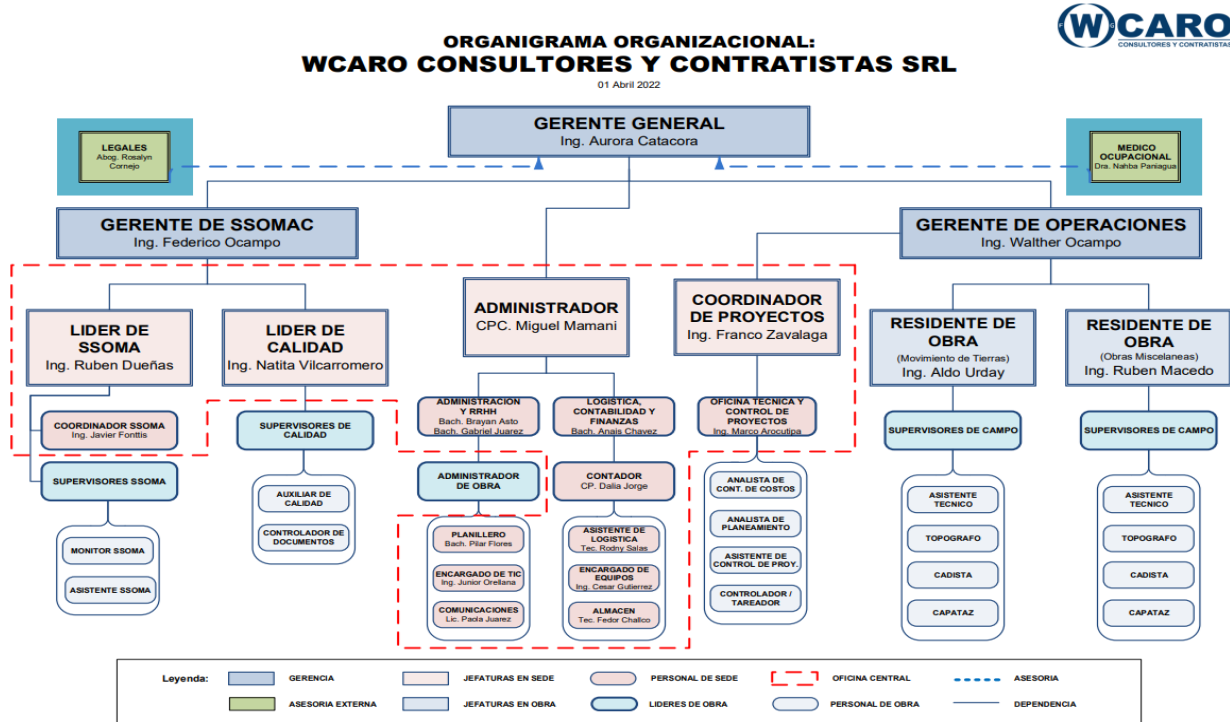 WCARO
CONSULTORES Y CONTRATISTAS
ORGANIGRAMA ORGANIZACIONAL:
WCARO CONSULTORES Y CONTRATISTAS SRL
01 Abril 2022
GERENTE GENERAL
Ing. Aurora Catacora
LEGALES
Abog. Rosalyn
Cornejo
MEDICO
OCUPACIONAL
Dra. Nahba Paniagua
GERENTE DE SSOMAC
Ing. Federico Ocampo
GERENTE DE OPERACIONES
Ing. Walther Ocampo
LIDER DE
SSOMA
Ing. Ruben Dueñas
LIDER DE
CALIDAD
Ing. Natita Vilcarromero
ADMINISTRADOR
CPC. Miguel Mamani
COORDINADOR
DE PROYECTOS
Ing. Franco Zavalaga
RESIDENTE DE
OBRA
(Movimiento de Tierras)
Ing. Aldo Urday
RESIDENTE DE
OBRA
(Obras Miscelaneas)
Ing. Ruben Macedo
COORDINADOR SSOMA
Ing. Javier Fonttis
SUPERVISORES DE
CALIDAD
ADMINISTRACION
Y RRHH
Bach. Brayan Asto
Bach. Gabriel Juarez
LOGISTICA,
CONTABILIDAD Y
FINANZAS
Bach. Anais Chavez
OFICINA TECNICA Y
CONTROL DE
PROYECTOS
Ing. Marco Arocutipa
SUPERVISORES DE CAMPO
SUPERVISORES DE CAMPO
SUPERVISORES SSOMA
ADMINISTRADOR
DE OBRA
CONTADOR
CP. Dalia Jorge
MONITOR SSOMA
ASISTENTE SSOMA
AUXILIAR DE
CALIDAD
CONTROLADOR DE
DOCUMENTOS
PLANILLERO
Bach. Pilar Flores
ENCARGADO DE TIC
Ing. Junior Orellana
COMUNICACIONES
Lic. Paola Juarez
ASISTENTE DE
LOGISTICA
Tec. Rodny Salas
ENCARGADO DE
EQUIPOS
Ing. Cesar Gutierrez
ALMACEN
Tec. Fedor Challco
ANALISTA DE
CONT. DE COSTOS
ANALISTA DE
PLANEAMIENTO
ASISTENTE DE
CONTROL DE PROY.
CONTROLADOR /
TAREADOR
ASISTENTE
TECNICO
TOPOGRAFO
CADISTA
CAPATAZ
ASISTENTE
TECNICO
TOPOGRAFO
CADISTA
CAPATAZ
Leyenda:
GERENCIA
JEFATURAS EN SEDE
PERSONAL DE SEDE
OFICINA CENTRAL
ASESORIA
ASESORIA EXTERNA
JEFATURAS EN OBRA
LIDERES DE OBRA
PERSONAL DE OBRA
DEPENDENCIA